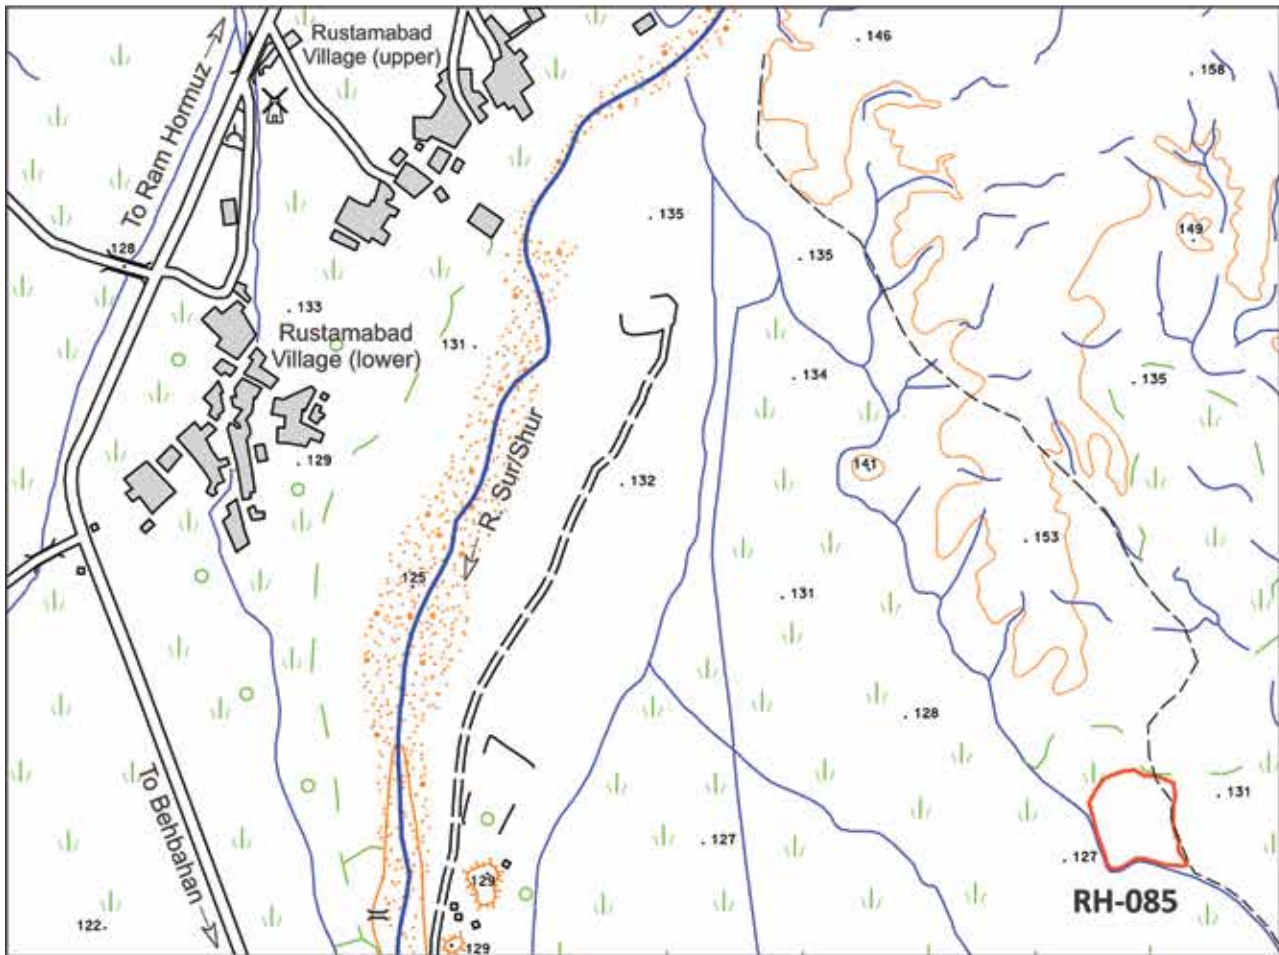 Rustamabad
Village (upper)
146
158
To Ram Hormuz
135
149
128
135
133
Rustamabad
Village (lower)
131
134
135
129
141
132
R. Sur/Shur
153
125
131
128
To Behbahan
131
127
127
129
RH-085
122
129